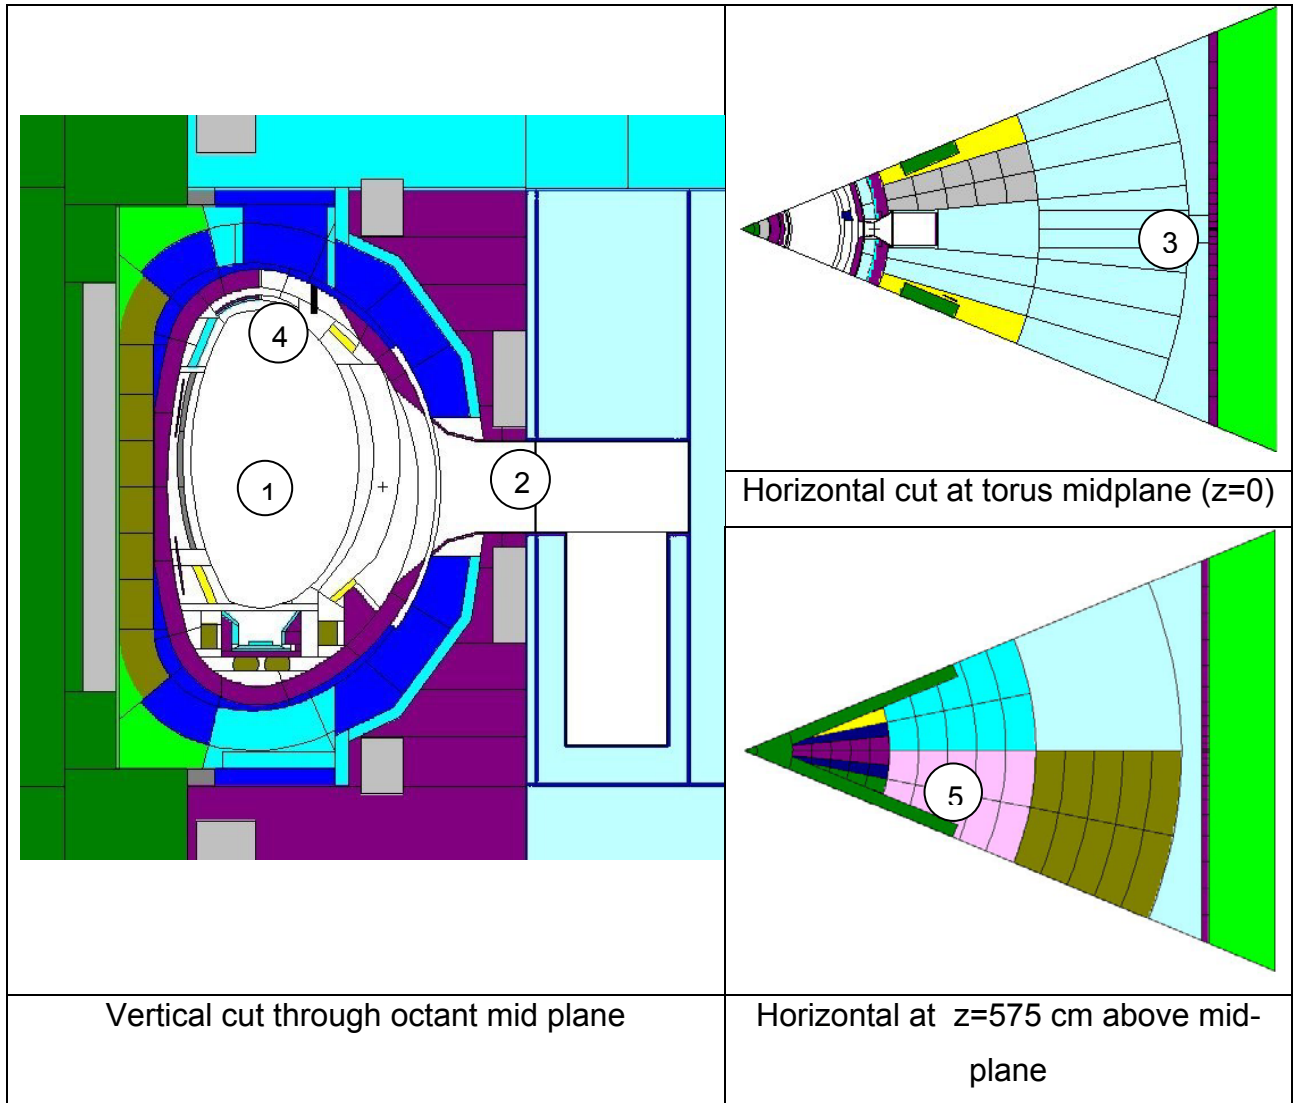 1
2
3
4
5
Horizontal cut at torus midplane (z=0)
Vertical cut through octant mid plane
Horizontal at z=575 cm above mid-
plane